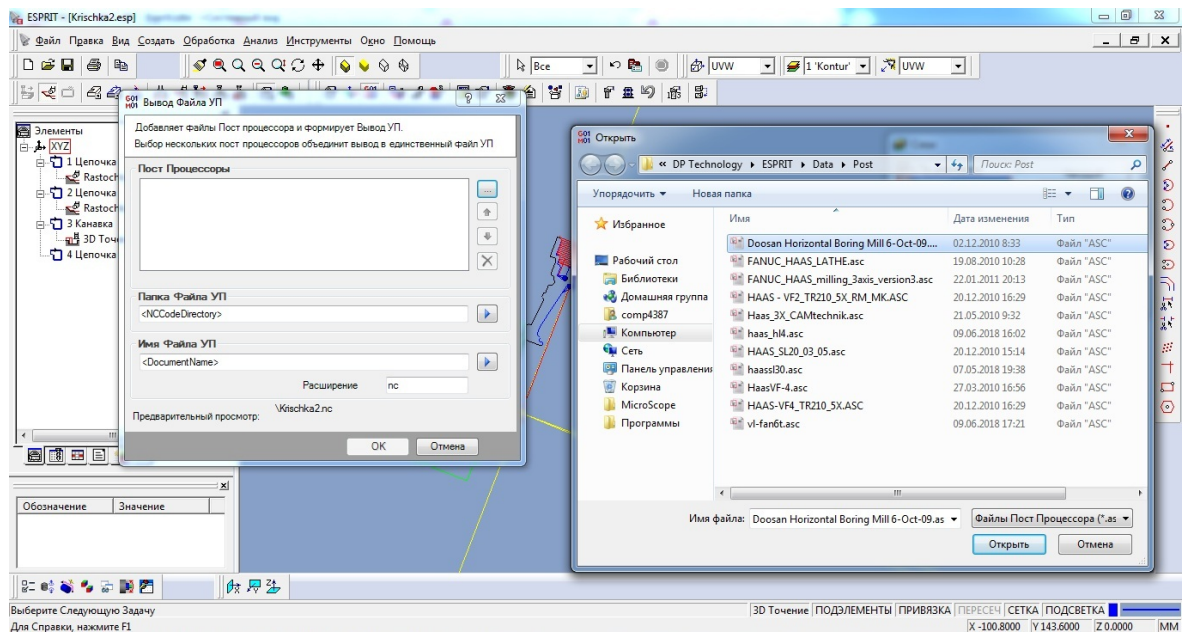 ESPRIT - [Krischka2.esp]
Файл Правка Вид Создать Обработка Анализ Инструменты Окно Помощь
Все
UVW
1 'Kontur'
UVW
Элементы
XYZ
1 Цепочка
Rastoch
2 Цепочка
Rastoch
3 Канавка
3D Точ
4 Цепочка
Обозначение Значение
G01 M01 Вывод Файла УП
Добавляет файлы Пост процессора и формирует Вывод УП.
Выбор нескольких пост процессоров объединит вывод в единственный файл УП
Пост Процессоры
Папка Файла УП
<NCCodeDirectory>
Имя Файла УП
<DocumentName>
Расширение nc
Предварительный просмотр: \Krischka2.nc
OK Отмена
Открыть
« DP Technology Esprit Data Post
Поиск: Post
Упорядочить Новая папка
Избранное
Рабочий стол
Библиотеки
Домашняя группа
comp4387
Компьютер
Сеть
Панель управления
Корзина
MicroScope
Программы
Имя Дата изменения Тип
Doosan Horizontal Boring Mill 6-Oct-09.... 02.12.2010 8:33 Файл "ASC"
FANUC_HAAS_LATHE.asc 19.08.2010 10:28 Файл "ASC"
FANUC_HAAS_milling_3axis_version3.asc 22.01.2011 20:13 Файл "ASC"
HAAS - VF2_TR210_5X_RM_MK.ASC 20.12.2010 16:29 Файл "ASC"
Haas_3X_CAMtechnik.asc 21.05.2010 9:32 Файл "ASC"
haas_hl4.asc 09.06.2018 16:02 Файл "ASC"
HAAS_SL20_03_05.asc 20.12.2010 15:14 Файл "ASC"
haassl30.asc 07.05.2018 19:38 Файл "ASC"
HaasVF-4.asc 27.03.2010 16:56 Файл "ASC"
HAAS-VF4_TR210_5X.ASC 20.12.2010 16:29 Файл "ASC"
vl-fan6t.asc 09.06.2018 17:21 Файл "ASC"
Имя файла: Doosan Horizontal Boring Mill 6-Oct-09.as
Файлы Пост Процессора (*.as
Открыть Отмена
Выберите Следующую Задачу
3D Точение ПОДЭЛЕМЕНТЫ ПРИВЯЗКА ПЕРЕСЕЧ СЕТКА ПОДСВЕТКА
Для Справки, нажмите F1
X -100.8000 Y 143.6000 Z 0.0000 MM